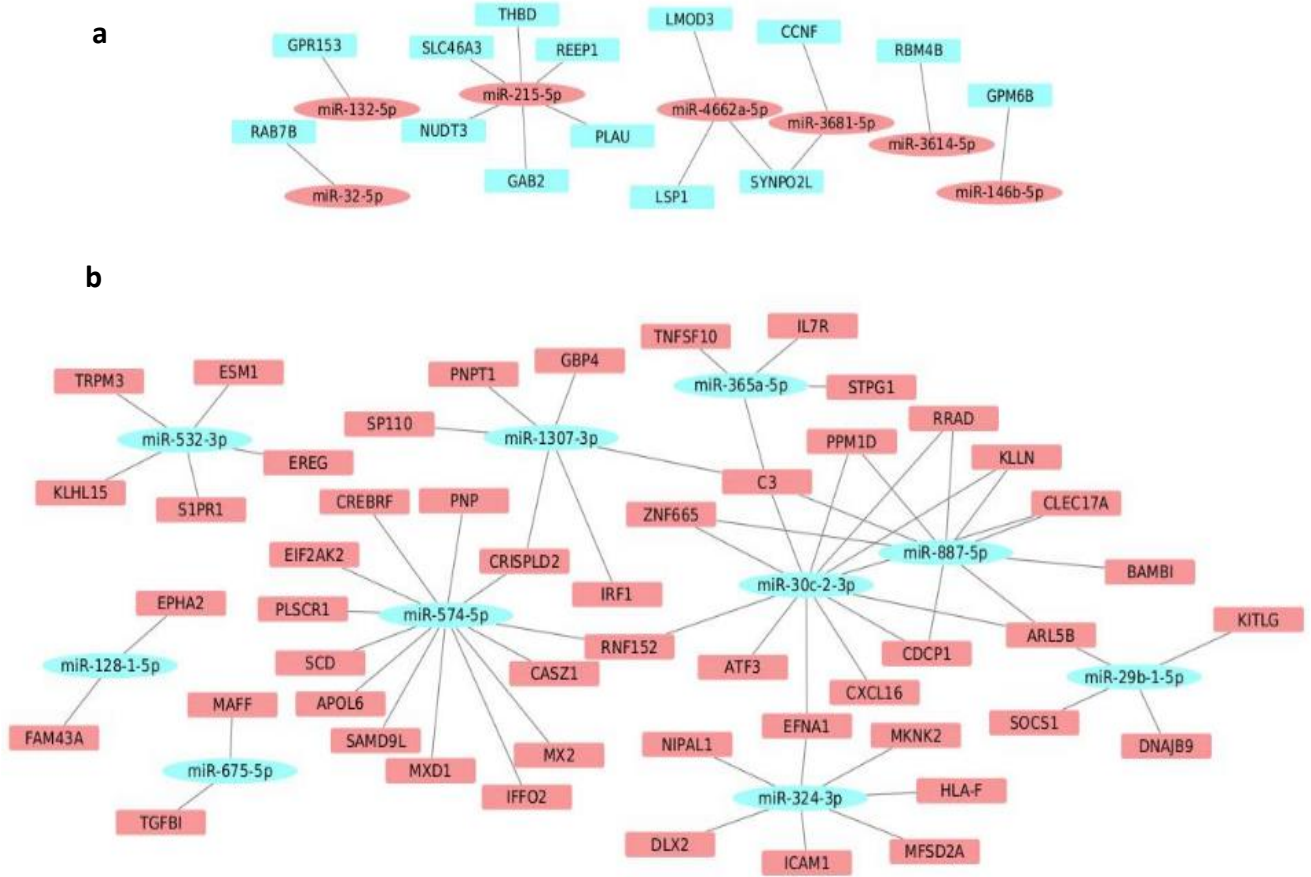 a
THBD
LMOD3
CCNF
GPR153
SLC46A3
REEP1
RBM4B
miR-215-5p
GPM6B
miR-132-5p
miR-4662a-5p
miR-3681-5p
RAB7B
NUDT3
PLAU
miR-3614-5p
GAB2
SYNPO2L
miR-32-5p
LSP1
miR-146b-5p
b
TNFSF10
IL7R
GBP4
TRPM3
ESM1
PNPT1
miR-365a-5p
STPG1
SP110
RRAD
miR-532-3p
miR-1307-3p
PPM1D
KLLN
EREG
C3
KLHL15
S1PR1
CREBRF
PNP
CLEC17A
ZNF665
EIF2AK2
CRISPLD2
miR-887-5p
BAMBI
miR-30c-2-3p
IRF1
EPHA2
PLSCR1
miR-574-5p
KITLG
ARL5B
RNF152
CDCP1
miR-128-1-5p
SCD
CASZ1
ATF3
miR-29b-1-5p
CXCL16
APOL6
MAFF
SOCS1
EFNA1
FAM43A
SAMD9L
MX2
NIPAL1
MKNK2
DNAJB9
miR-675-5p
MXD1
IFFO2
miR-324-3p
HLA-F
TGFBI
DLX2
ICAM1
MFSD2A